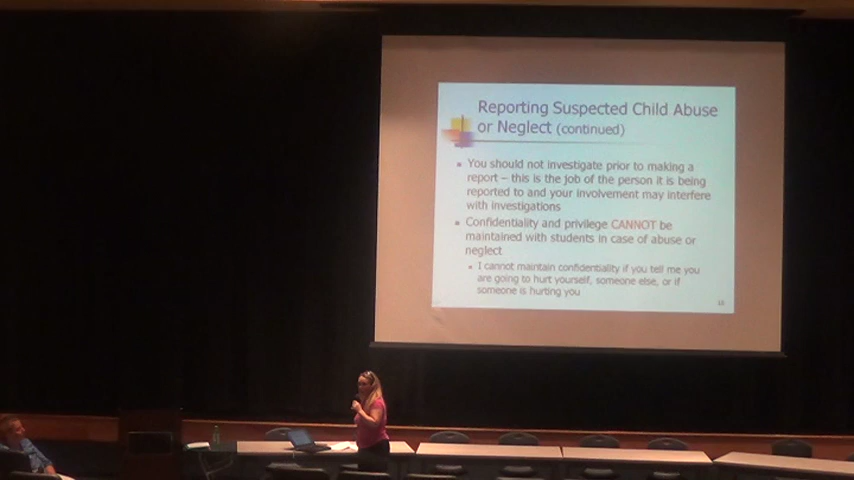 Reporting Suspected Child Abuse
or Neglect (continued)
You should not investigate prior to making a
report – this is the job of the person it is being
reported to and your involvement may interfere
with investigations
Confidentiality and privilege CANNOT be
maintained with students in case of abuse or
neglect
I cannot maintain confidentiality if you tell me you
are going to hurt yourself, someone else, or if
someone is hurting you